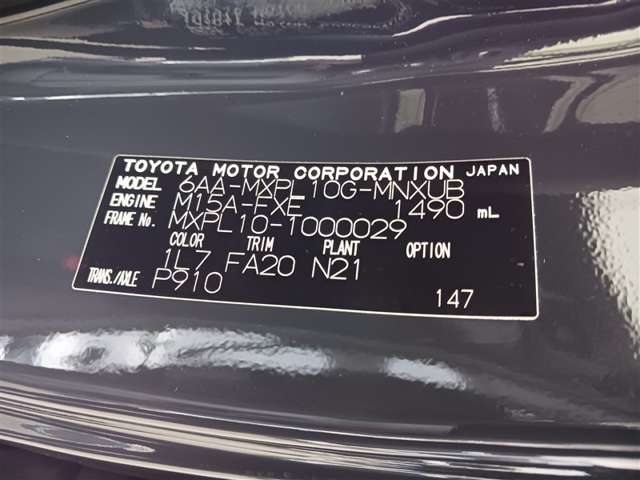 TOYOTA MOTOR CORPORATION JAPAN
MODEL 6AA-MXPL10G-MNXUB
ENGINE M15A-FXE 1490 mL
FRAME No. MXPL10-1000029
COLOR TRIM PLANT OPTION
1L7 FA20 N21
TRANS./AXLE P910
147